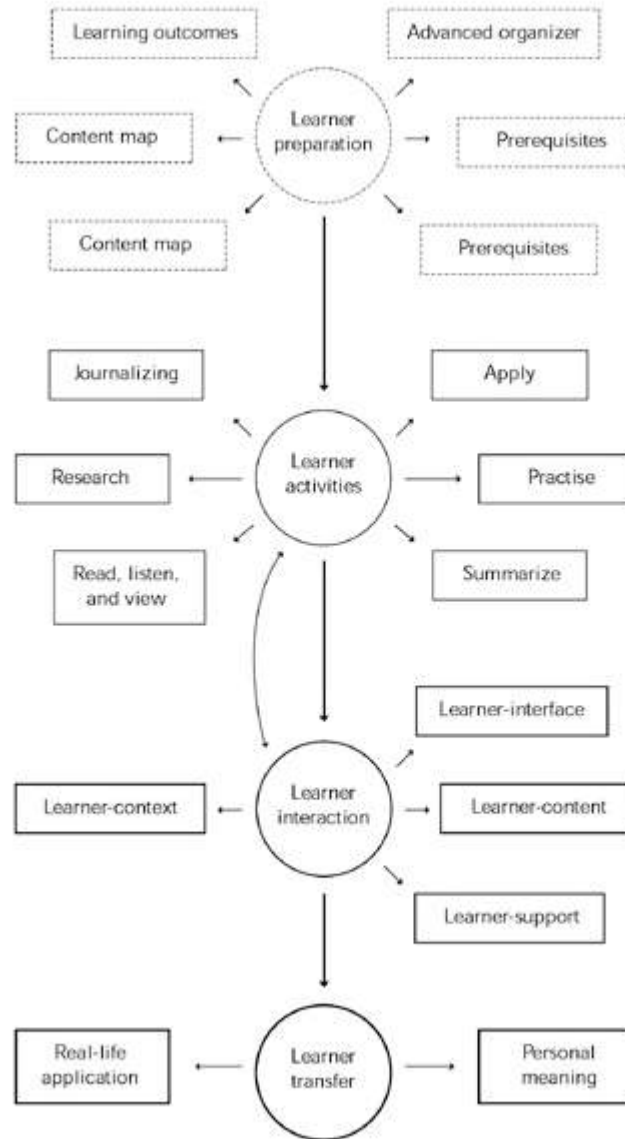 Learning outcomes
Advanced organizer
Learner
preparation
Content map
Prerequisites
Content map
Prerequisites
Journalizing
Apply
Learner
activities
Research
Practise
Read, listen,
and view
Summarize
Learner-interface
Learner
interaction
Learner-context
Learner-content
Learner-support
Real-life
application
Learner
transfer
Personal
meaning